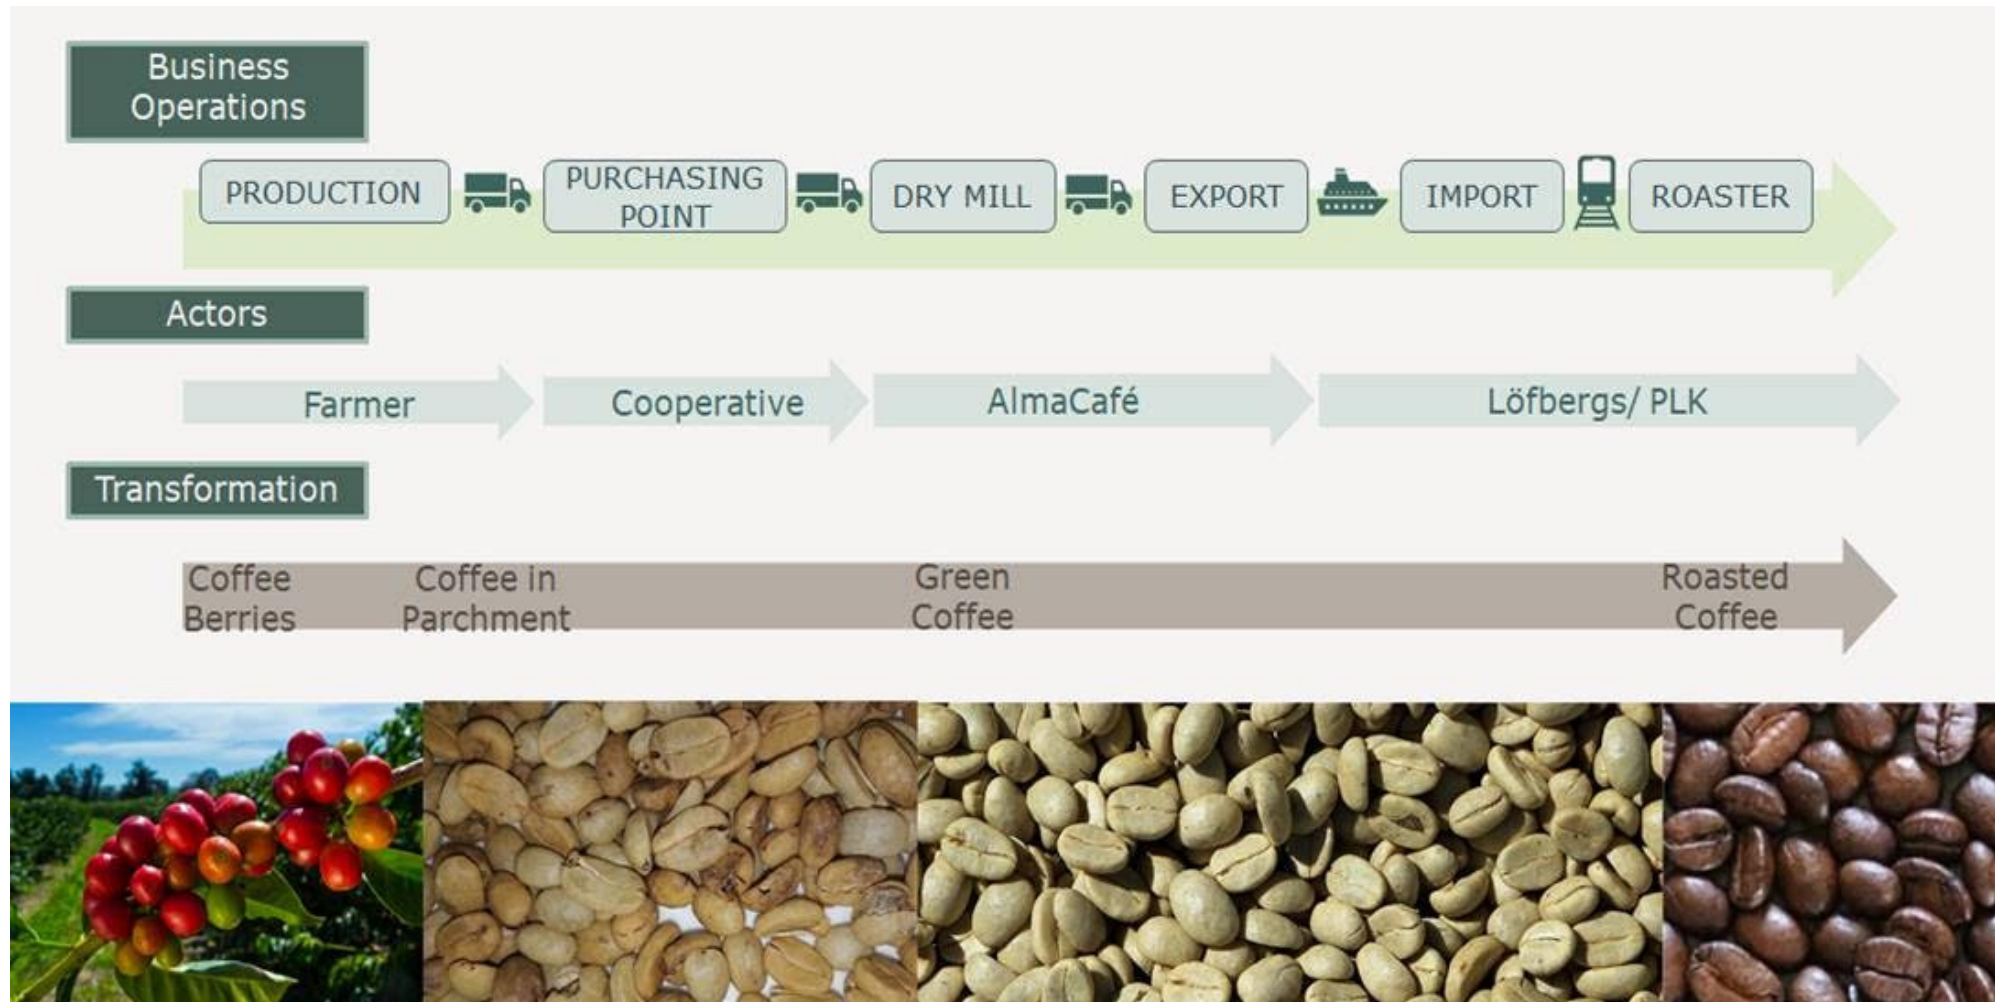 Business
Operations
PRODUCTION
PURCHASING
POINT
DRY MILL
EXPORT
IMPORT
ROASTER
Actors
Farmer
Cooperative
AlmaCafé
Löfbergs/ PLK
Transformation
Coffee
Berries
Coffee in
Parchment
Green
Coffee
Roasted
Coffee